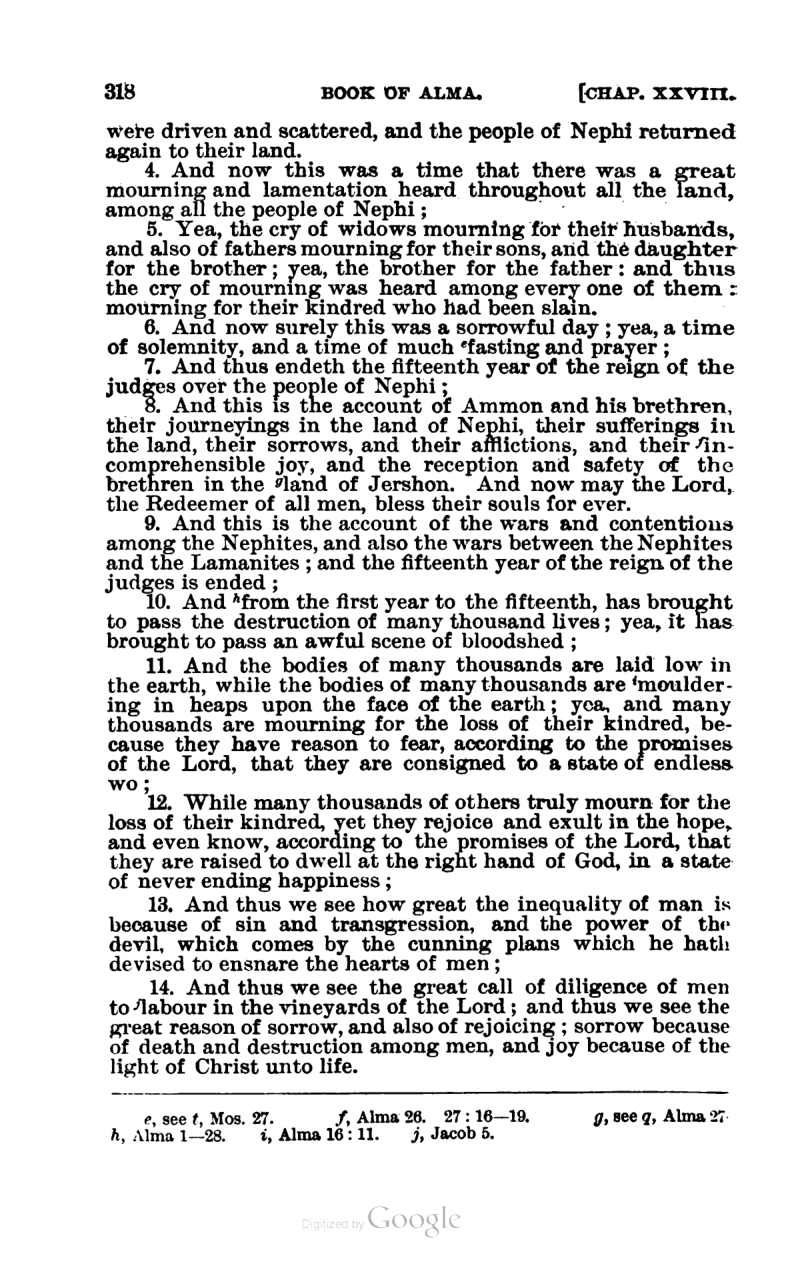 318 BOOK OF ALMA. [CHAP. XXVIII.
were driven and scattered, and the people of Nephi returned
again to their land.
4. And now this was a time that there was a great
mourning and lamentation heard throughout all the land,
among all the people of Nephi;
5. Yea, the cry of widows mourning for their husbands,
and also of fathers mourning for their sons, and the daughter
for the brother; yea, the brother for the father: and thus
the cry of mourning was heard among every one of them:
mourning for their kindred who had been slain.
6. And now surely this was a sorrowful day; yea, a time
of solemnity, and a time of much ᵉfasting and prayer;
7. And thus endeth the fifteenth year of the reign of the
judges over the people of Nephi;
8. And this is the account of Ammon and his brethren,
their journeyings in the land of Nephi, their sufferings in
the land, their sorrows, and their afflictions, and their ᶠin-
comprehensible joy, and the reception and safety of the
brethren in the ᵍland of Jershon. And now may the Lord,
the Redeemer of all men, bless their souls for ever.
9. And this is the account of the wars and contentions
among the Nephites, and also the wars between the Nephites
and the Lamanites; and the fifteenth year of the reign of the
judges is ended;
10. And ʰfrom the first year to the fifteenth, has brought
to pass the destruction of many thousand lives; yea, it has
brought to pass an awful scene of bloodshed;
11. And the bodies of many thousands are laid low in
the earth, while the bodies of many thousands are ⁱmoulder-
ing in heaps upon the face of the earth; yea, and many
thousands are mourning for the loss of their kindred, be-
cause they have reason to fear, according to the promises
of the Lord, that they are consigned to a state of endless
wo;
12. While many thousands of others truly mourn for the
loss of their kindred, yet they rejoice and exult in the hope,
and even know, according to the promises of the Lord, that
they are raised to dwell at the right hand of God, in a state
of never ending happiness;
13. And thus we see how great the inequality of man is
because of sin and transgression, and the power of the
devil, which comes by the cunning plans which he hath
devised to ensnare the hearts of men;
14. And thus we see the great call of diligence of men
to ʲlabour in the vineyards of the Lord; and thus we see the
great reason of sorrow, and also of rejoicing; sorrow because
of death and destruction among men, and joy because of the
light of Christ unto life.
e, see t, Mos. 27. f, Alma 26. 27:16—19. g, see q, Alma 27
h, Alma 1—28. i, Alma 16:11. j, Jacob 5.
Digitized by Google